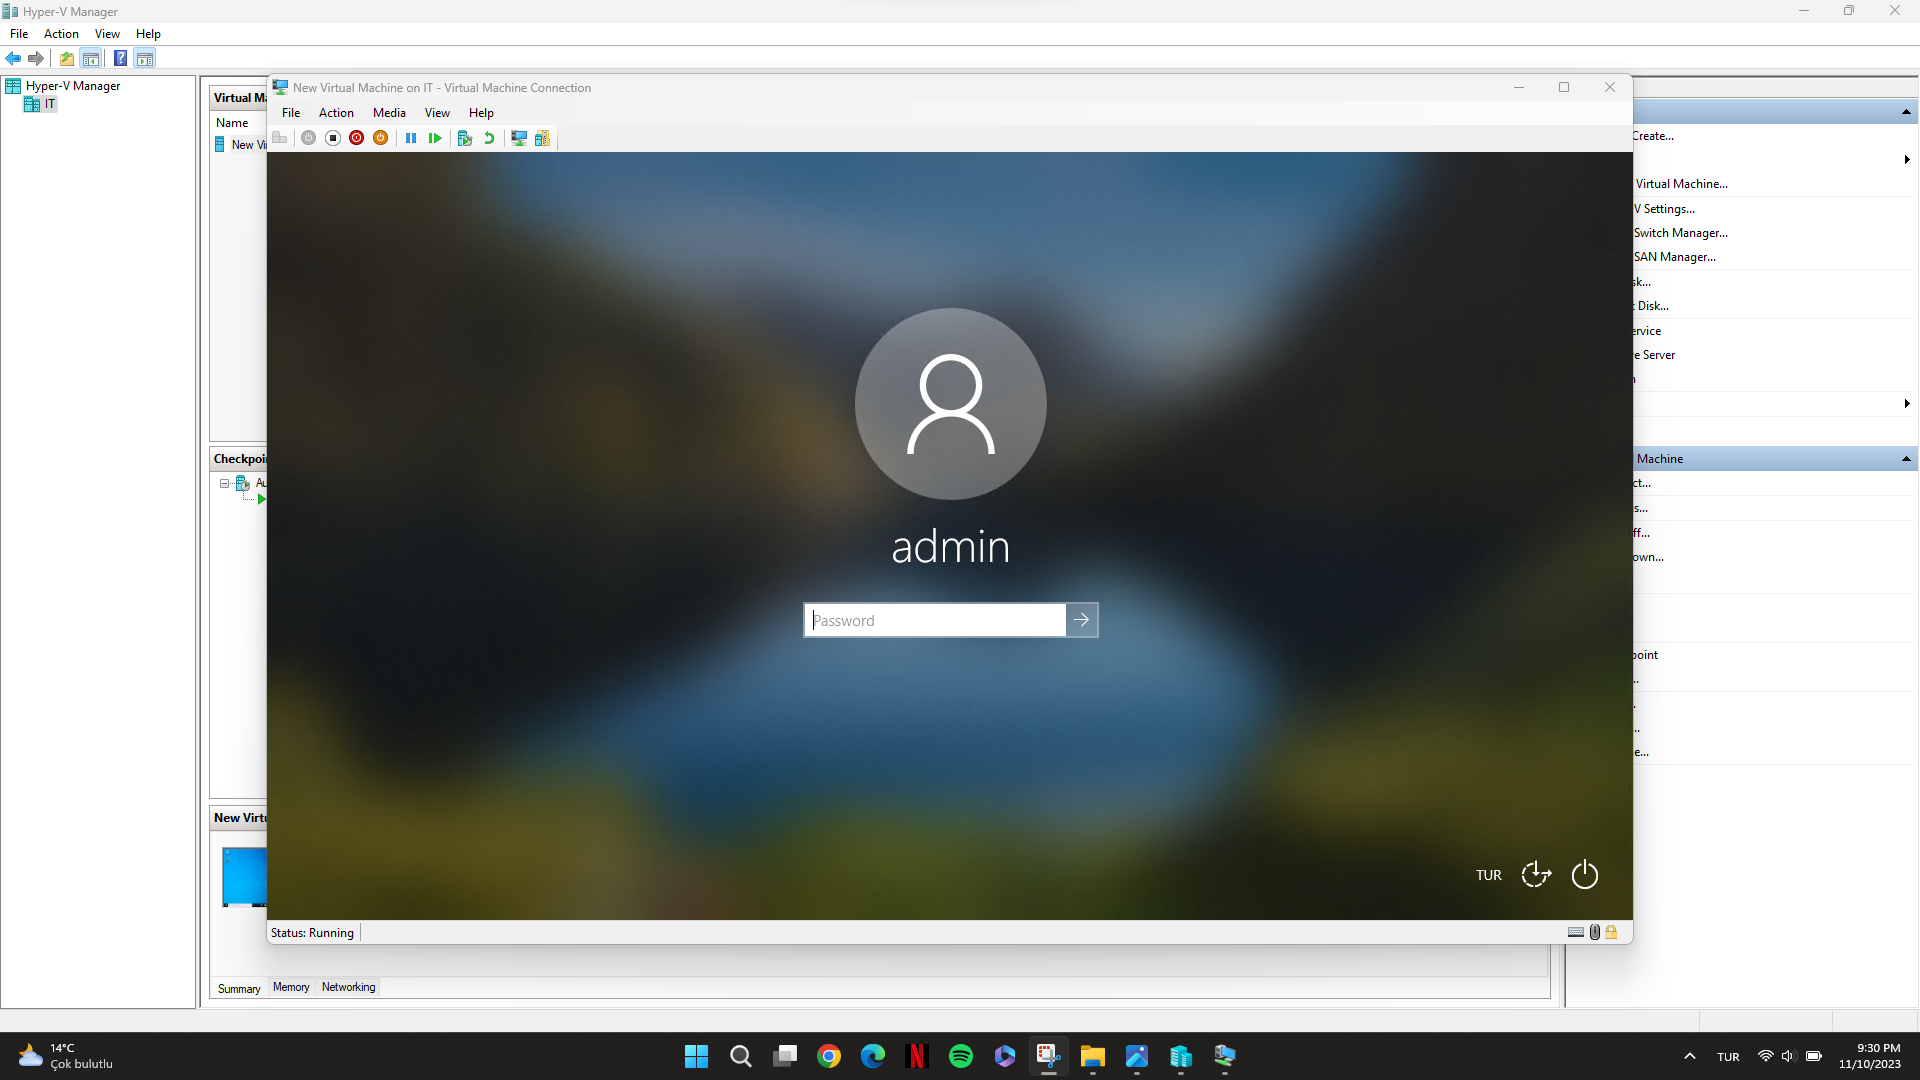 Hyper-V Manager
File Action View Help
Hyper-V Manager
IT
Virtual Ma
Name
New Vi
Checkpoi
Au
New Virtu
Summary Memory Networking
New Virtual Machine on IT - Virtual Machine Connection
File Action Media View Help
admin
Password
TUR
Status: Running
Create...
Virtual Machine...
V Settings...
Switch Manager...
SAN Manager...
sk...
t Disk...
ervice
e Server
n
Machine
ct...
s...
ff...
own...
point
...
e...
14°C
Çok bulutlu
TUR
9:30 PM
11/10/2023